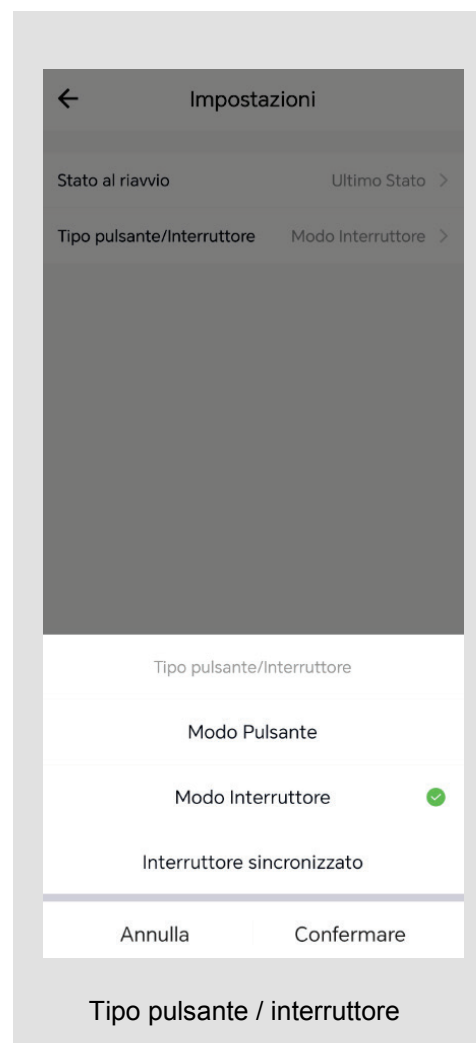 Impostazioni
Stato al riavvio Ultimo Stato
Tipo pulsante/Interruttore Modo Interruttore
Tipo pulsante/Interruttore
Modo Pulsante
Modo Interruttore
Interruttore sincronizzato
Annulla Confermare
Tipo pulsante / interruttore